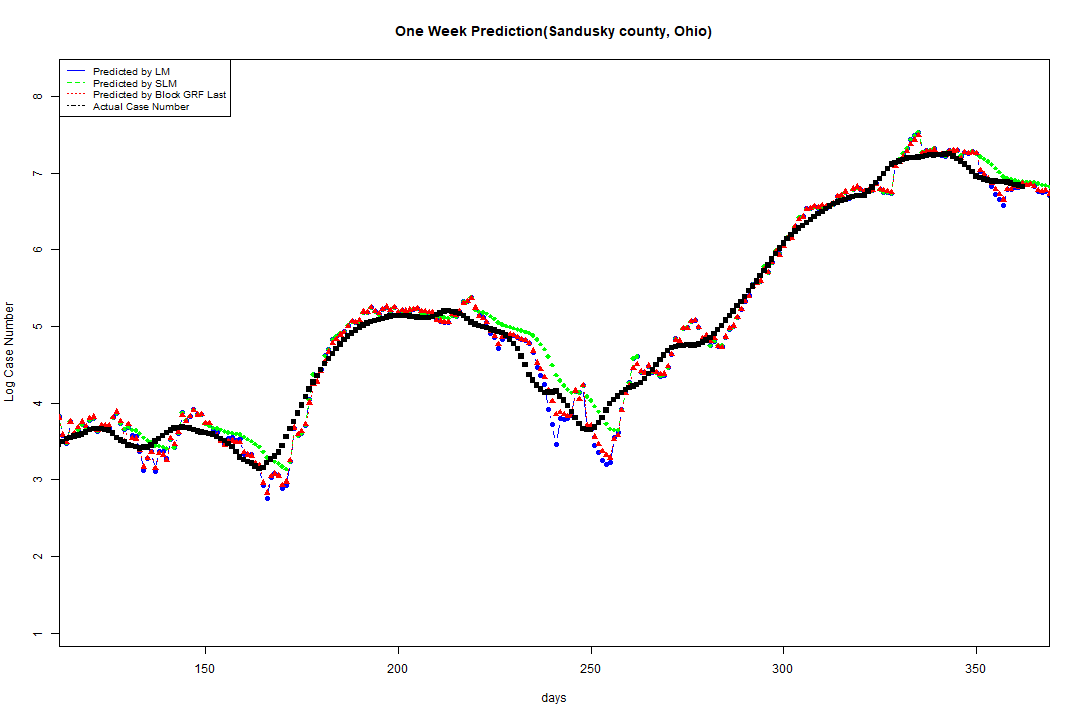 One Week Prediction(Sandusky county, Ohio)
Predicted by LM
Predicted by SLM
Predicted by Block GRF Last
Actual Case Number
8
7
6
5
4
3
2
1
Log Case Number
150 200 250 300 350
days